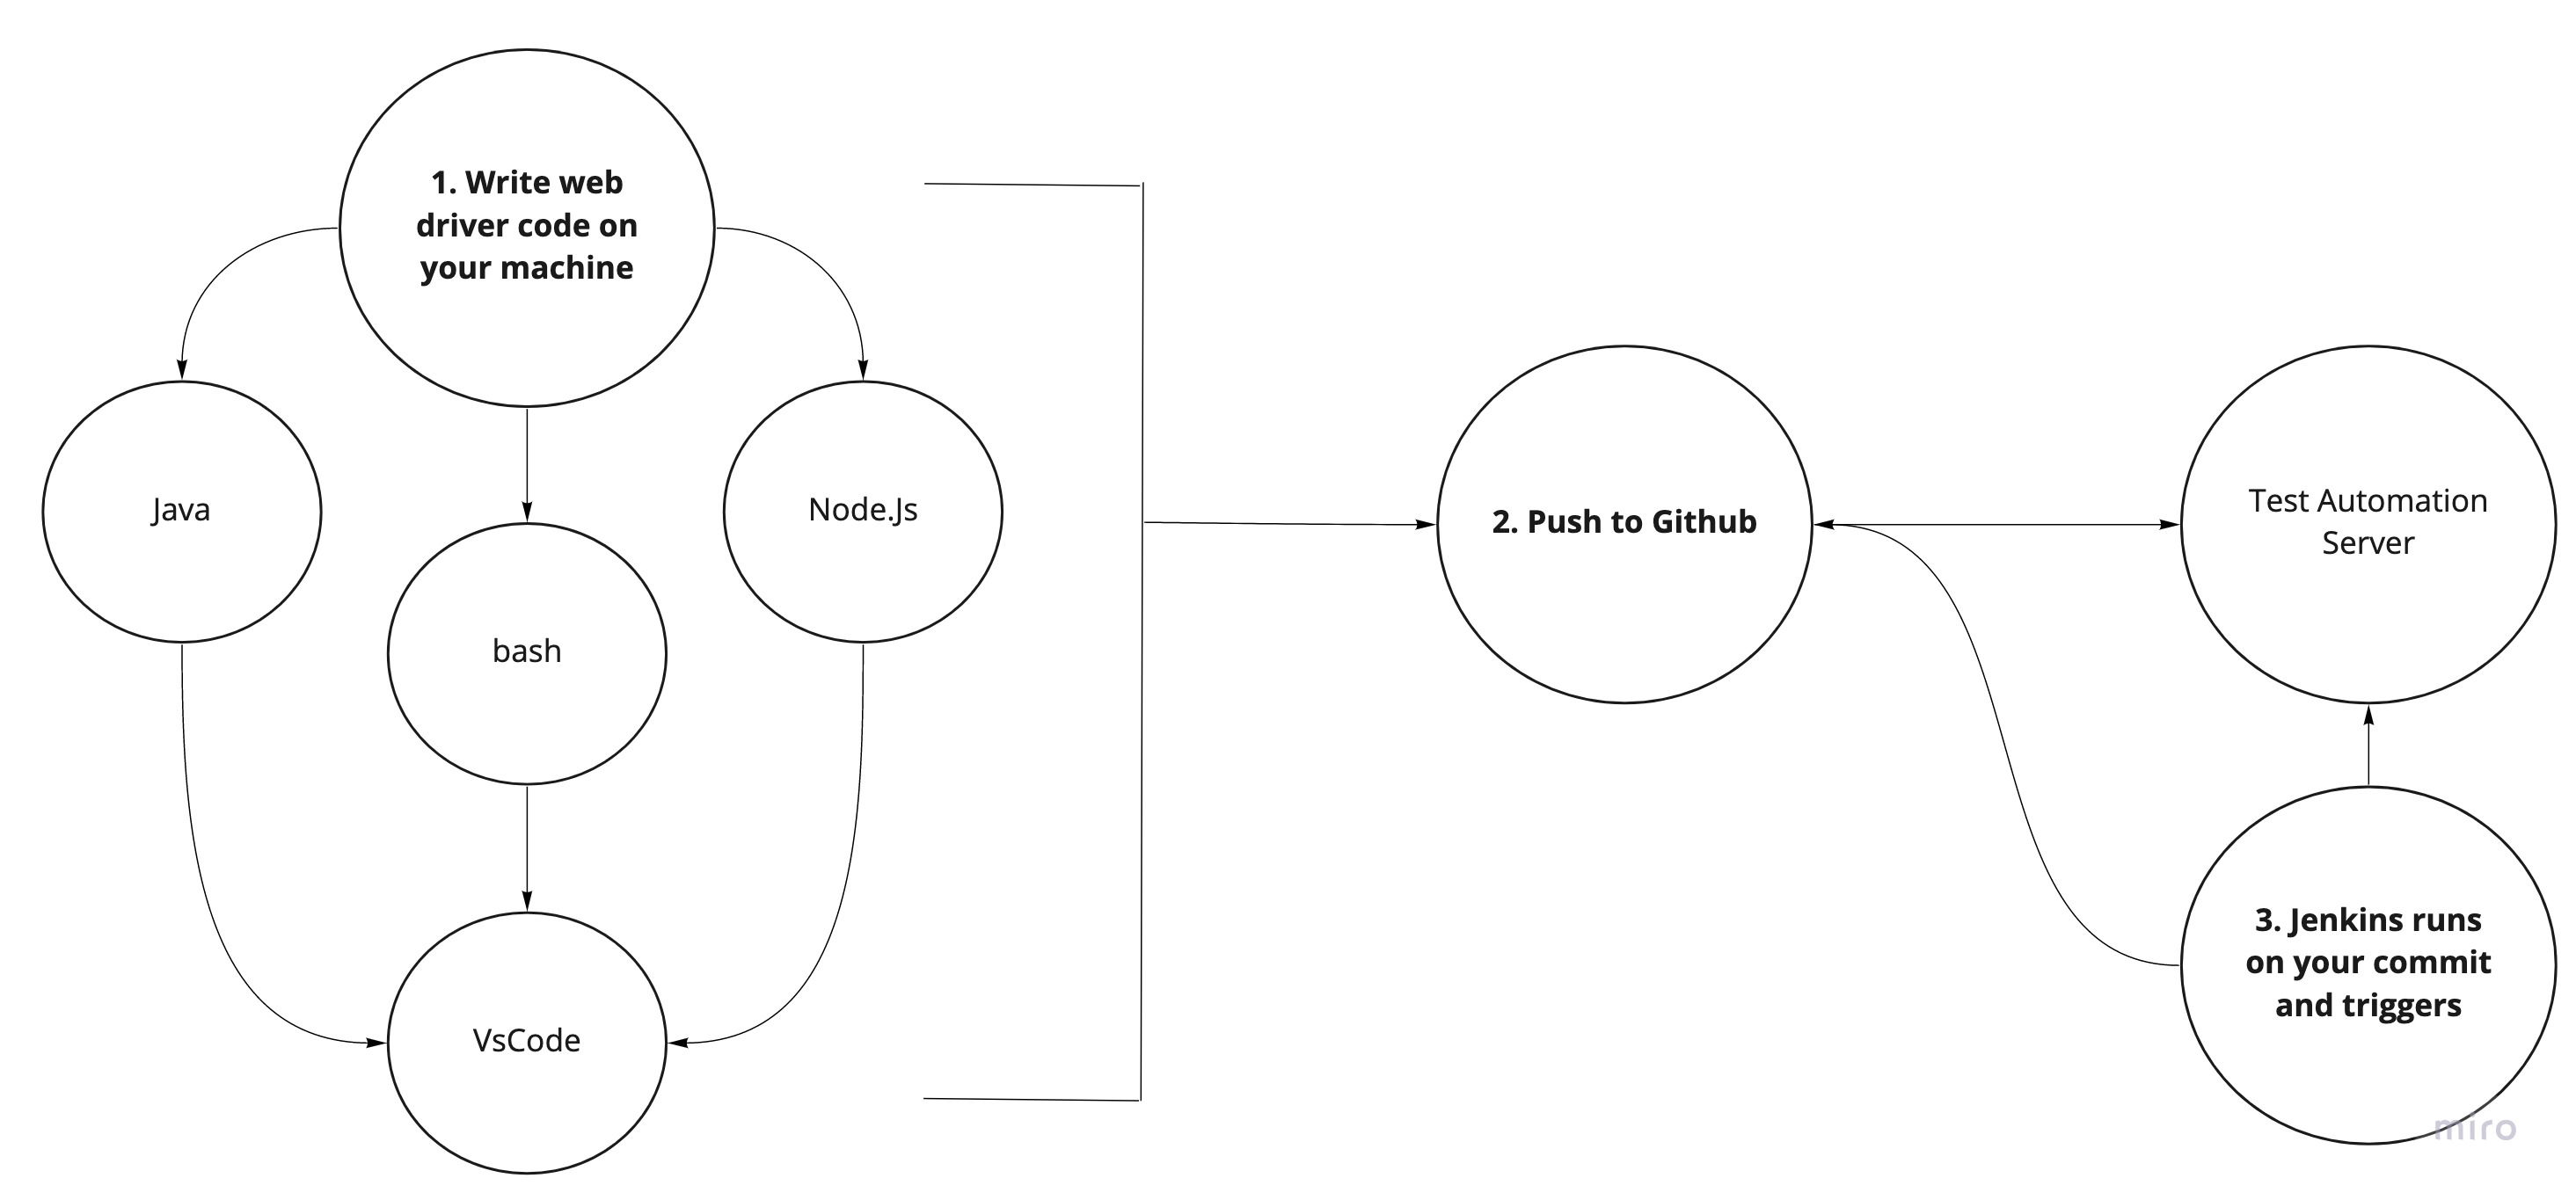 1. Write web
driver code on
your machine
Java
bash
Node.Js
VsCode
2. Push to Github
Test Automation
Server
3. Jenkins runs
on your commit
and triggers
miro